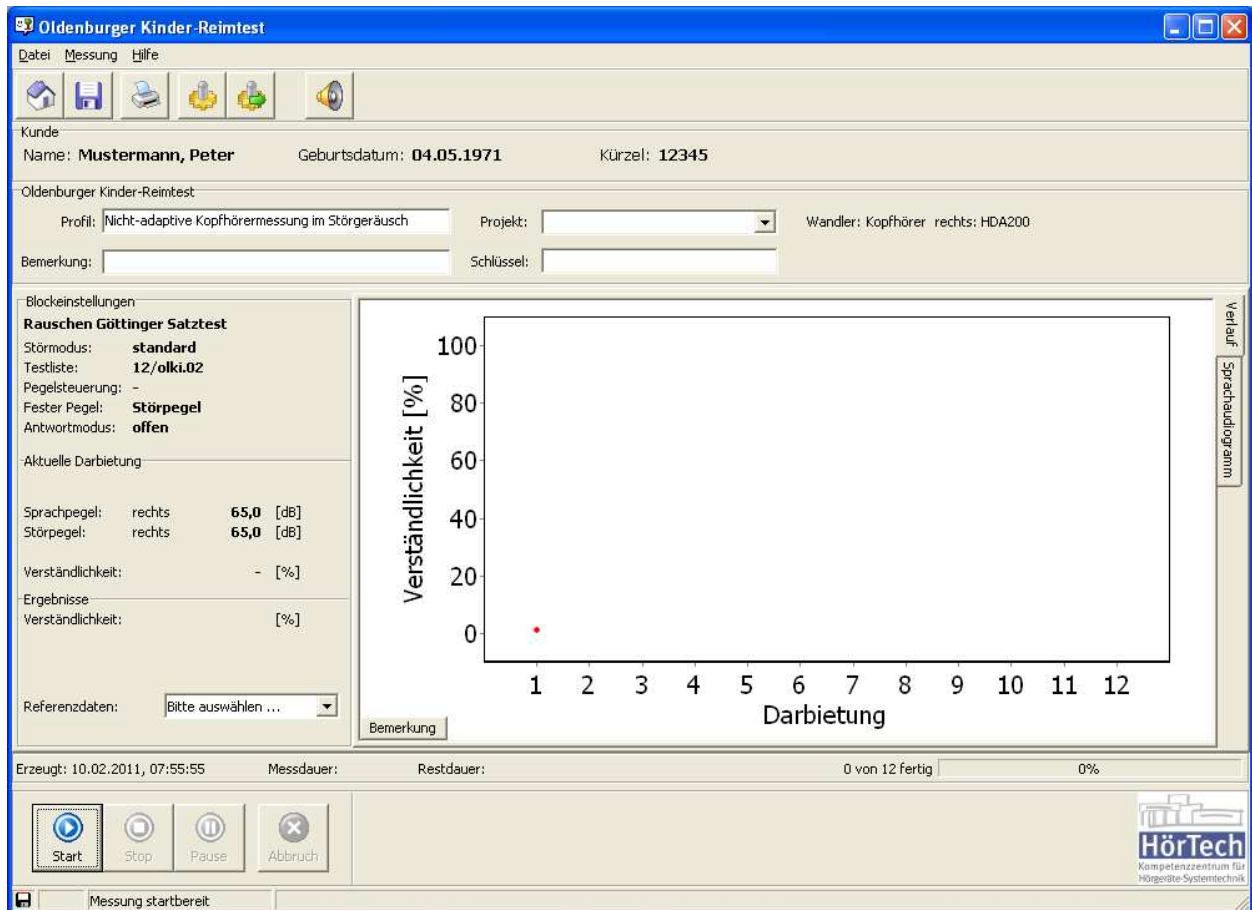 Oldenburger Kinder-Reimtest
Datei Messung Hilfe
Kunde
Name: Mustermann, Peter Geburtsdatum: 04.05.1971 Kürzel: 12345
Oldenburger Kinder-Reimtest
Profil: Nicht-adaptive Kopfhörermessung im Störgeräusch Projekt: Wandler: Kopfhörer rechts: HDA200
Bemerkung: Schlüssel:
Blockeinstellungen
Rauschen Göttinger Satztest
Störmodus: standard
Testliste: 12/olki.02
Pegelsteuerung: -
Fester Pegel: Störpegel
Antwortmodus: offen
Aktuelle Darbietung
Sprachpegel: rechts 65,0 [dB]
Störpegel: rechts 65,0 [dB]
Verständlichkeit: - [%]
Ergebnisse
Verständlichkeit: [%]
Referenzdaten: Bitte auswählen ...
Verständlichkeit [%]
100
80
60
40
20
0
1 2 3 4 5 6 7 8 9 10 11 12
Darbietung
Bemerkung
Verlauf
Sprachaudiogramm
Erzeugt: 10.02.2011, 07:55:55 Messdauer: Restdauer: 0 von 12 fertig 0%
Start Stop Pause Abbruch
HörTech
Kompetenzzentrum für
Hörgeräte-Systemtechnik
Messung startbereit